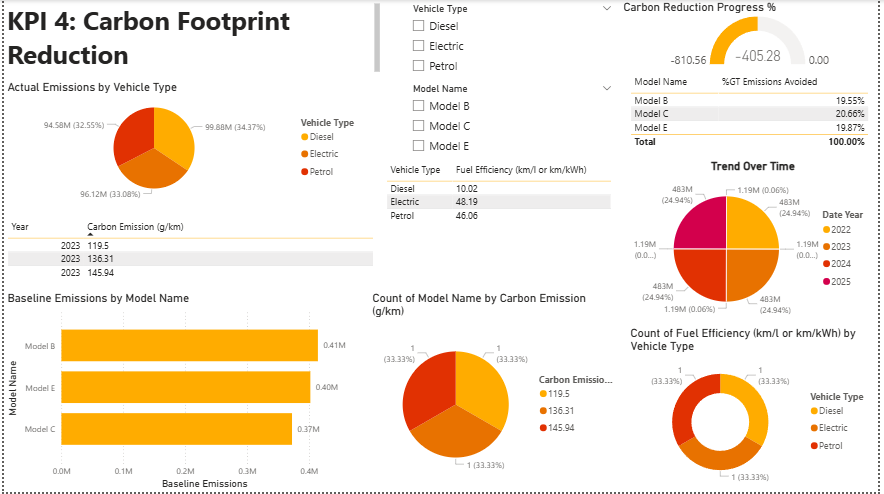 KPI 4: Carbon Footprint
Reduction
Actual Emissions by Vehicle Type
94.58M (32.55%)
99.88M (34.37%)
96.12M (33.08%)
Vehicle Type
Diesel
Electric
Petrol
Year Carbon Emission (g/km)
2023 119.5
2023 136.31
2023 145.94
Baseline Emissions by Model Name
Model Name
Model B 0.41M
Model E 0.40M
Model C 0.37M
0.0M 0.1M 0.2M 0.3M 0.4M
Baseline Emissions
Vehicle Type
Diesel
Electric
Petrol
Model Name
Model B
Model C
Model E
Vehicle Type Fuel Efficiency (km/l or km/kWh)
Diesel 10.02
Electric 48.19
Petrol 46.06
Count of Model Name by Carbon Emission
(g/km)
1
(33.33%)
1
(33.33%)
1 (33.33%)
Carbon Emissio...
119.5
136.31
145.94
Carbon Reduction Progress %
-810.56 -405.28 0.00
Model Name %GT Emissions Avoided
Model B 19.55%
Model C 20.66%
Model E 19.87%
Total 100.00%
Trend Over Time
483M
(24.94%)
1.19M (0.06%)
483M
(24.94%)
1.19M
(0.0...)
1.19M
(0.0...)
483M
(24.94%)
1.19M (0.06%)
483M
(24.94%)
Date Year
2022
2023
2024
2025
Count of Fuel Efficiency (km/l or km/kWh) by
Vehicle Type
1
(33.33%)
1
(33.33%)
1 (33.33%)
Vehicle Type
Diesel
Electric
Petrol